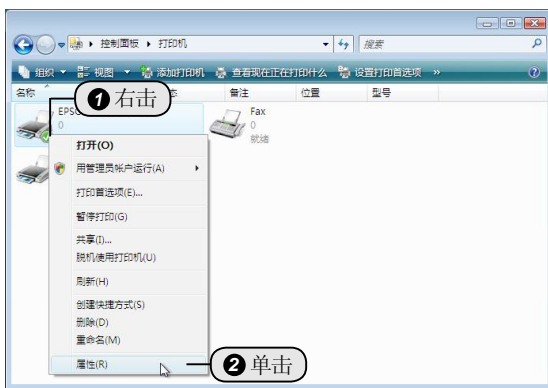 控制面板 ▸ 打印机
搜索
组织 视图 添加打印机 查看现在正在打印什么 设置打印首选项 »
名称 备注 位置 型号
❶右击
EPS
0
Fax
0
就绪
打开(O)
用管理员帐户运行(A)
打印首选项(E)...
暂停打印(G)
共享(I)...
脱机使用打印机(U)
刷新(H)
创建快捷方式(S)
删除(D)
重命名(M)
属性(R)
❷单击